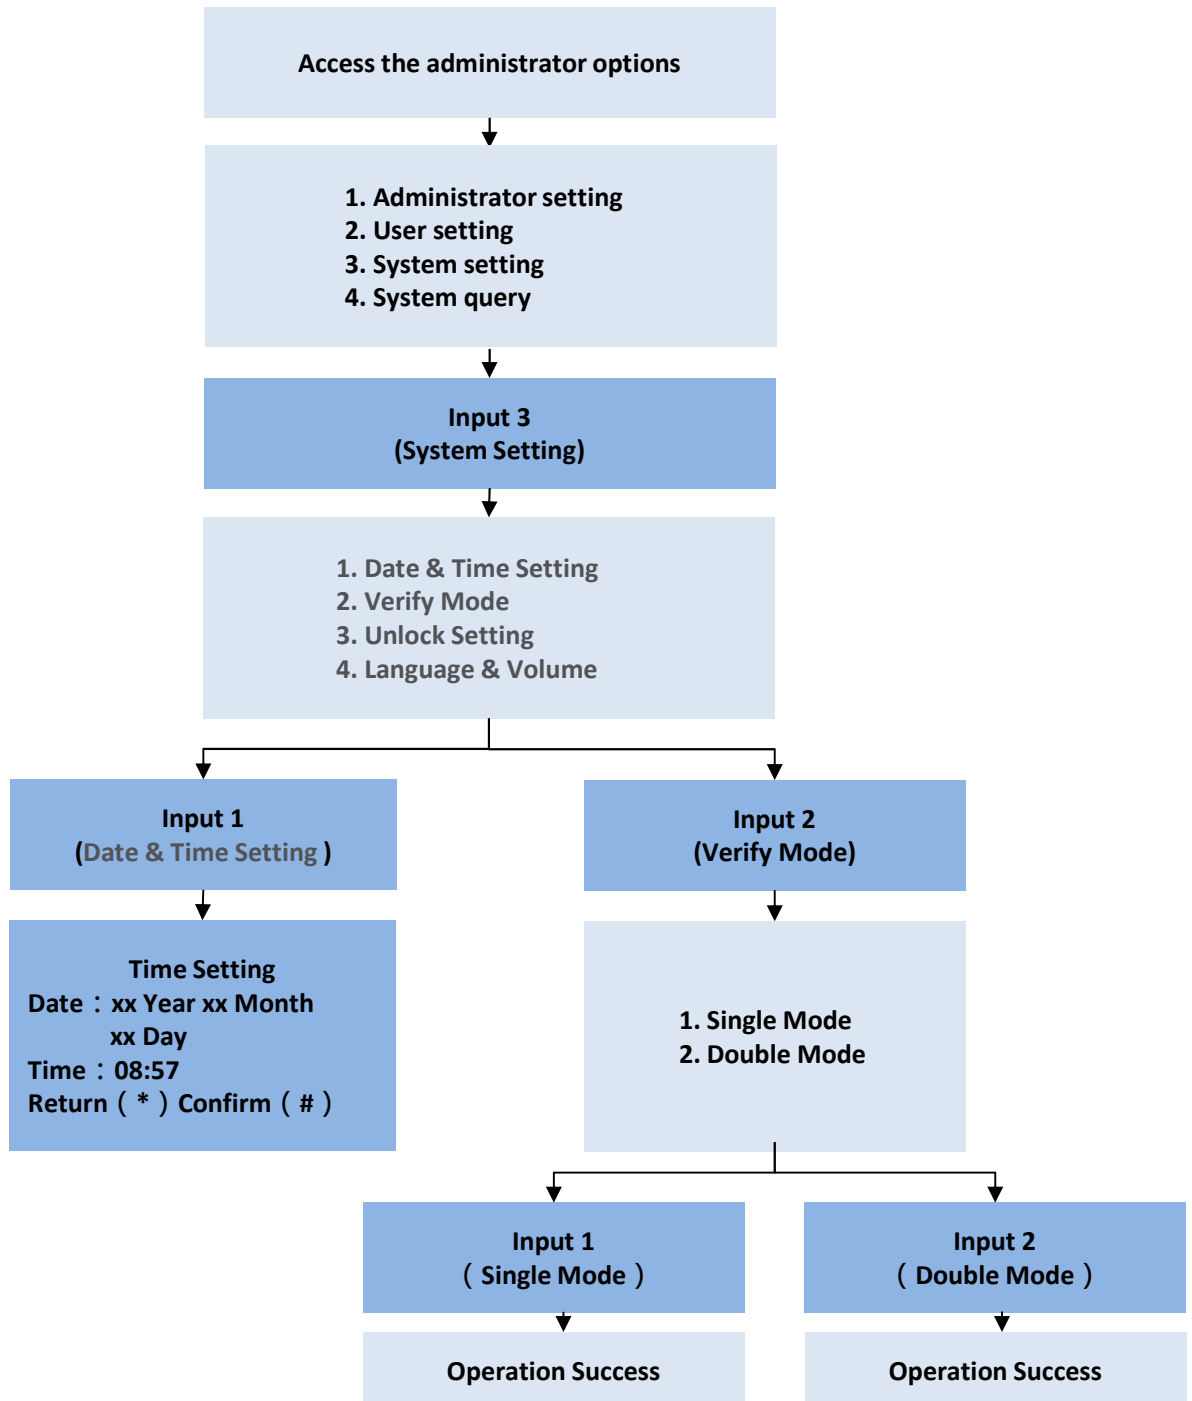 Access the administrator options
1. Administrator setting
2. User setting
3. System setting
4. System query
Input 3
(System Setting)
1. Date & Time Setting
2. Verify Mode
3. Unlock Setting
4. Language & Volume
Input 1
(Date & Time Setting )
Input 2
(Verify Mode)
Time Setting
Date：xx Year xx Month
xx Day
Time：08:57
Return（*）Confirm（#）
1. Single Mode
2. Double Mode
Input 1
（Single Mode）
Input 2
（Double Mode）
Operation Success
Operation Success